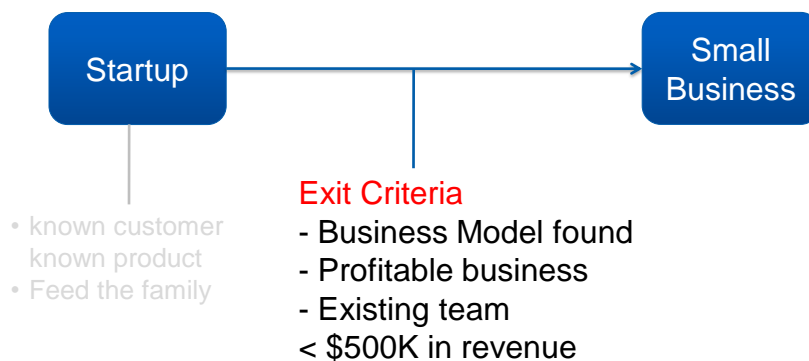 Startup
Small
Business
• known customer
known product
• Feed the family
Exit Criteria
- Business Model found
- Profitable business
- Existing team
< $500K in revenue